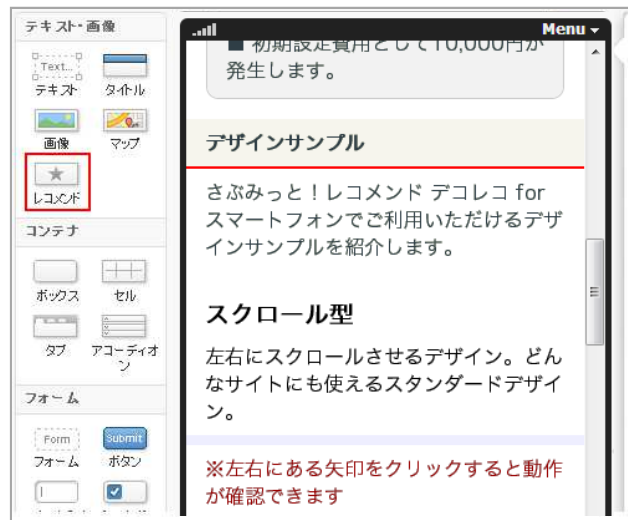 テキスト・画像
Text...
テキスト
タイトル
画像
マップ
レコメンド
コンテナ
ボックス
セル
タブ
アコーディオ
ン
フォーム
Form
Submit
フォーム
ボタン
Menu
■ 初期設定費用として10,000円が
発生します。
デザインサンプル
さぶみっと！レコメンド デコレコ for
スマートフォンでご利用いただけるデザ
インサンプルを紹介します。
スクロール型
左右にスクロールさせるデザイン。どん
なサイトにも使えるスタンダードデザイ
ン。
※左右にある矢印をクリックすると動作
が確認できます